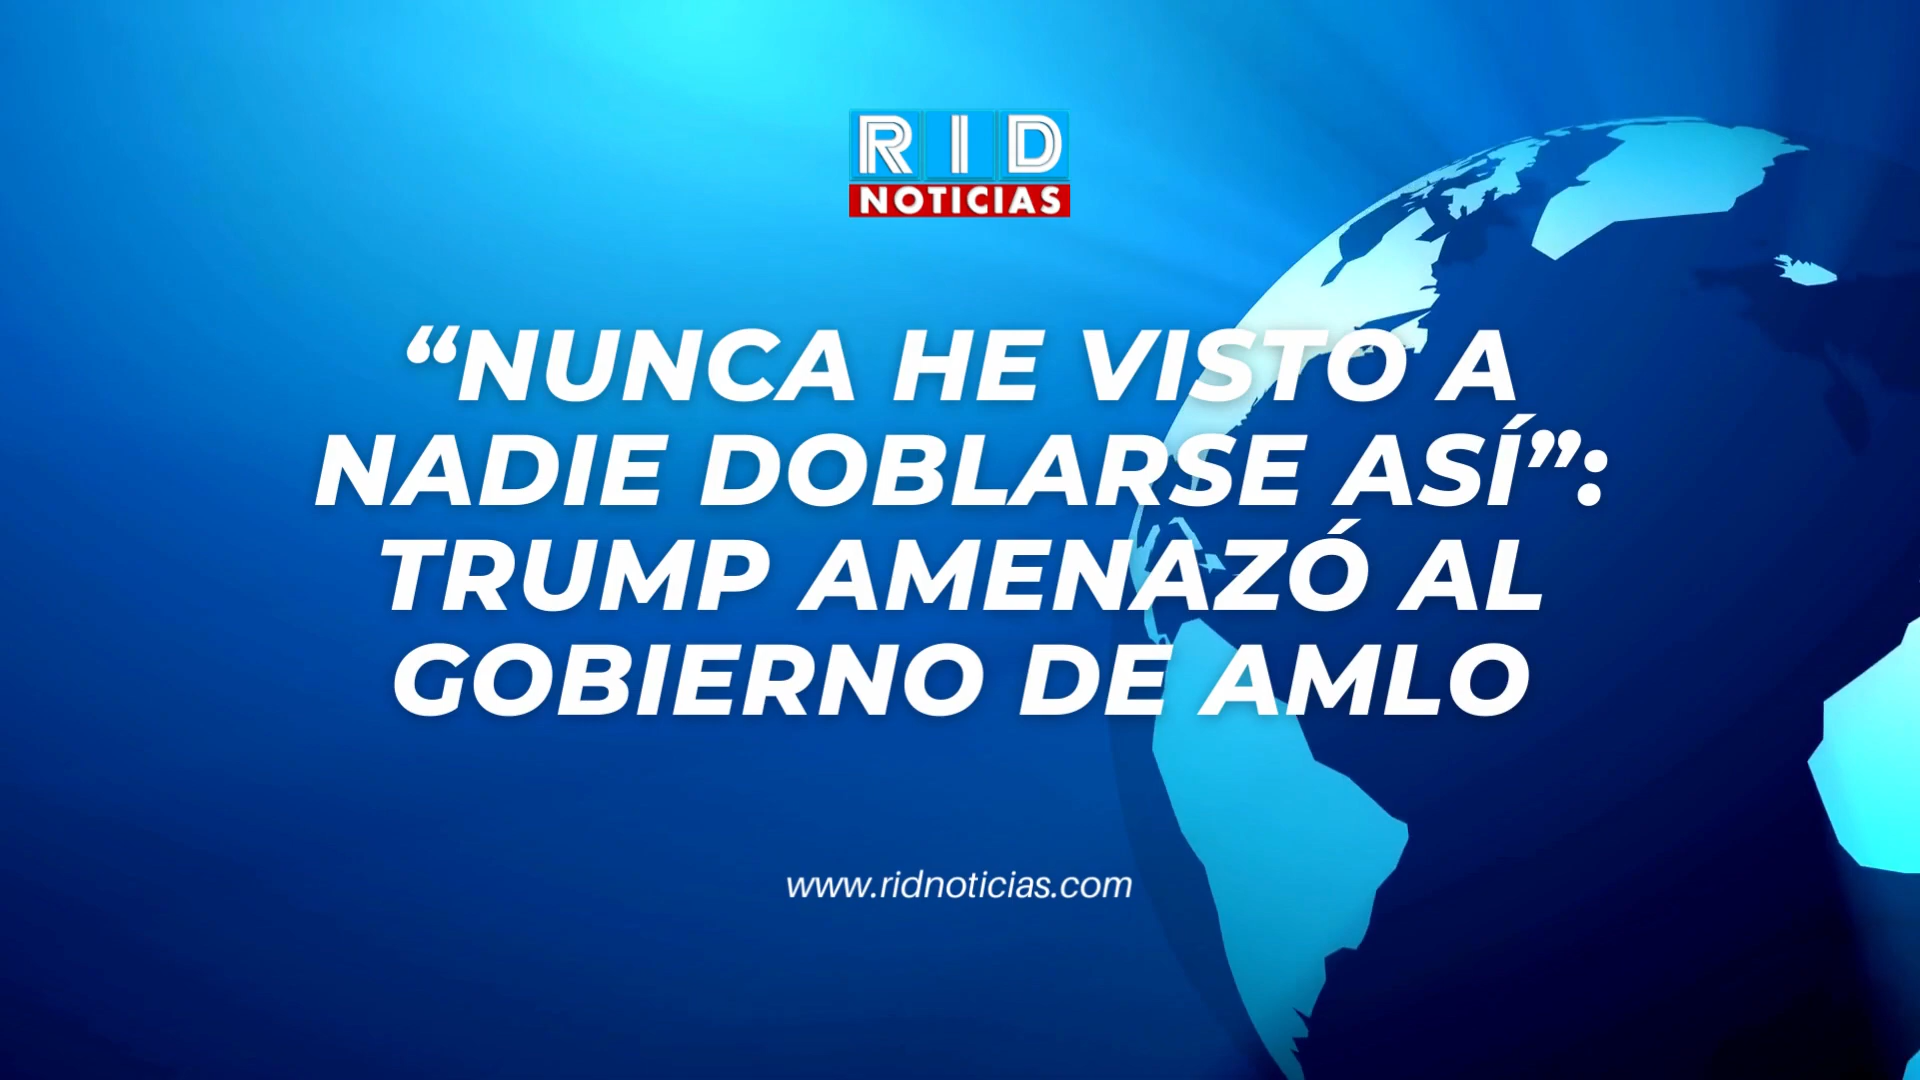 RID
NOTICIAS
“NUNCA HE VISTO A
NADIE DOBLARSE ASÍ”:
TRUMP AMENAZÓ AL
GOBIERNO DE AMLO
www.ridnoticias.com